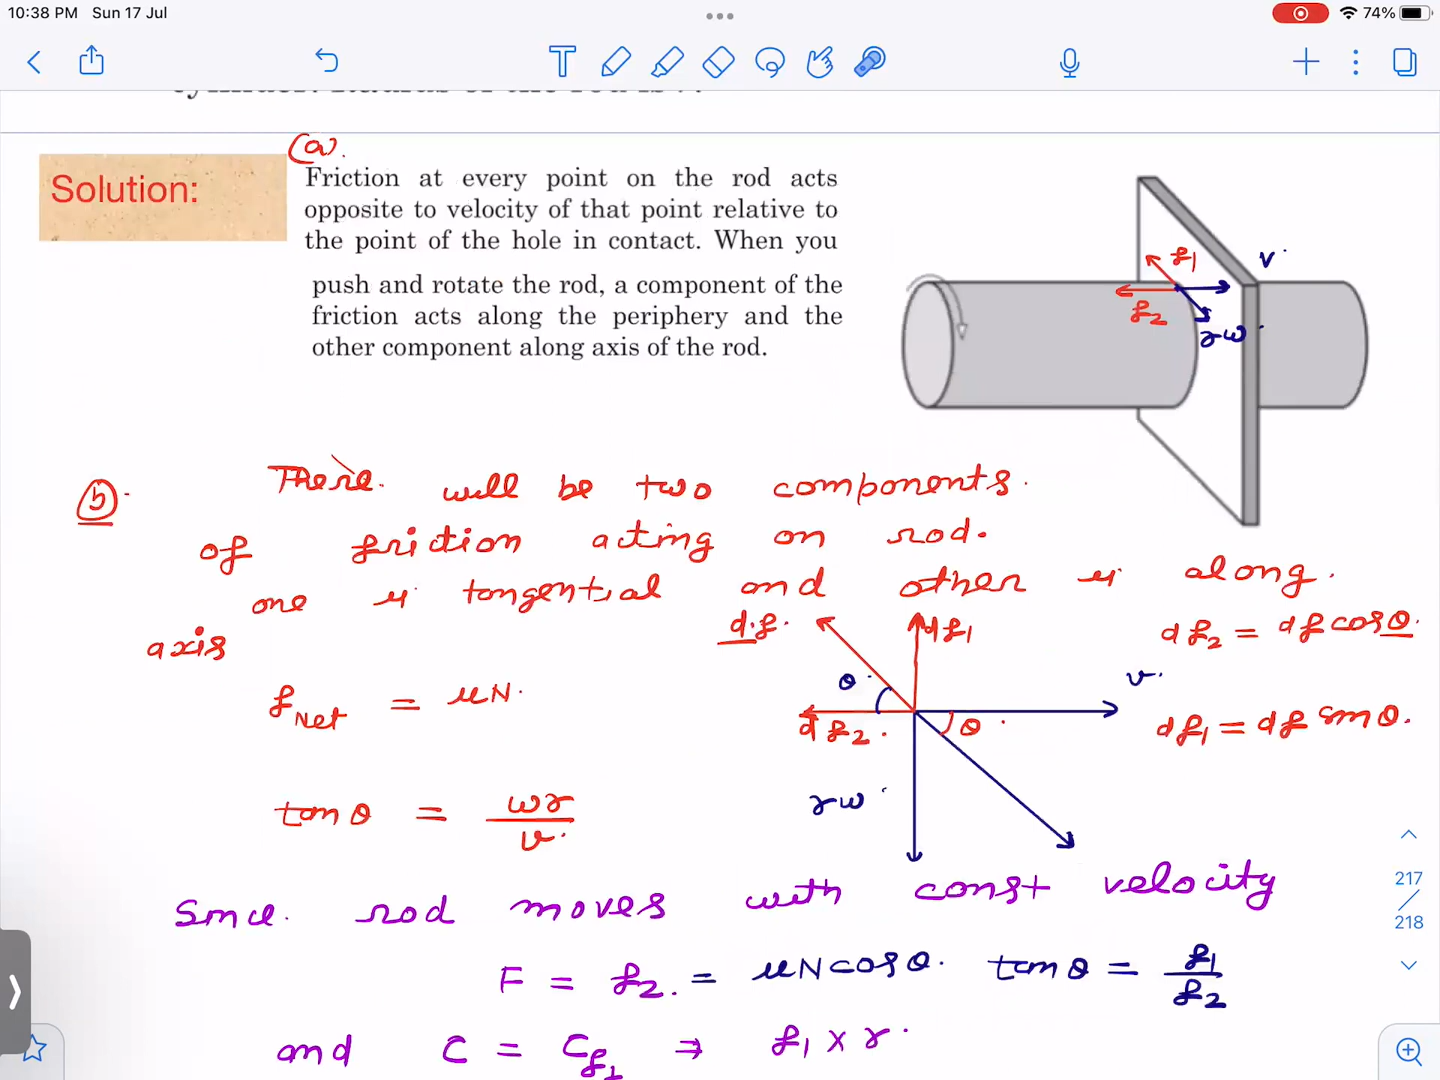 10:38 PM Sun 17 Jul
74%
(a).
Solution:
Friction at every point on the rod acts
opposite to velocity of that point relative to
the point of the hole in contact. When you
push and rotate the rod, a component of the
friction acts along the periphery and the
other component along axis of the rod.
f1
v
f2
rω
(b)
There will be two components
of friction acting on rod.
one is tangential and other is along
axis
df
df1
df2 = df cosθ
θ
v
f Net = μN
df2
θ
df1 = df sinθ.
rω
tanθ = ωr / v
217
/
218
Since rod moves with const velocity
F = f2 = μN cosθ. tanθ = f1 / f2
and C = Cf1 ⇒ f1 × r